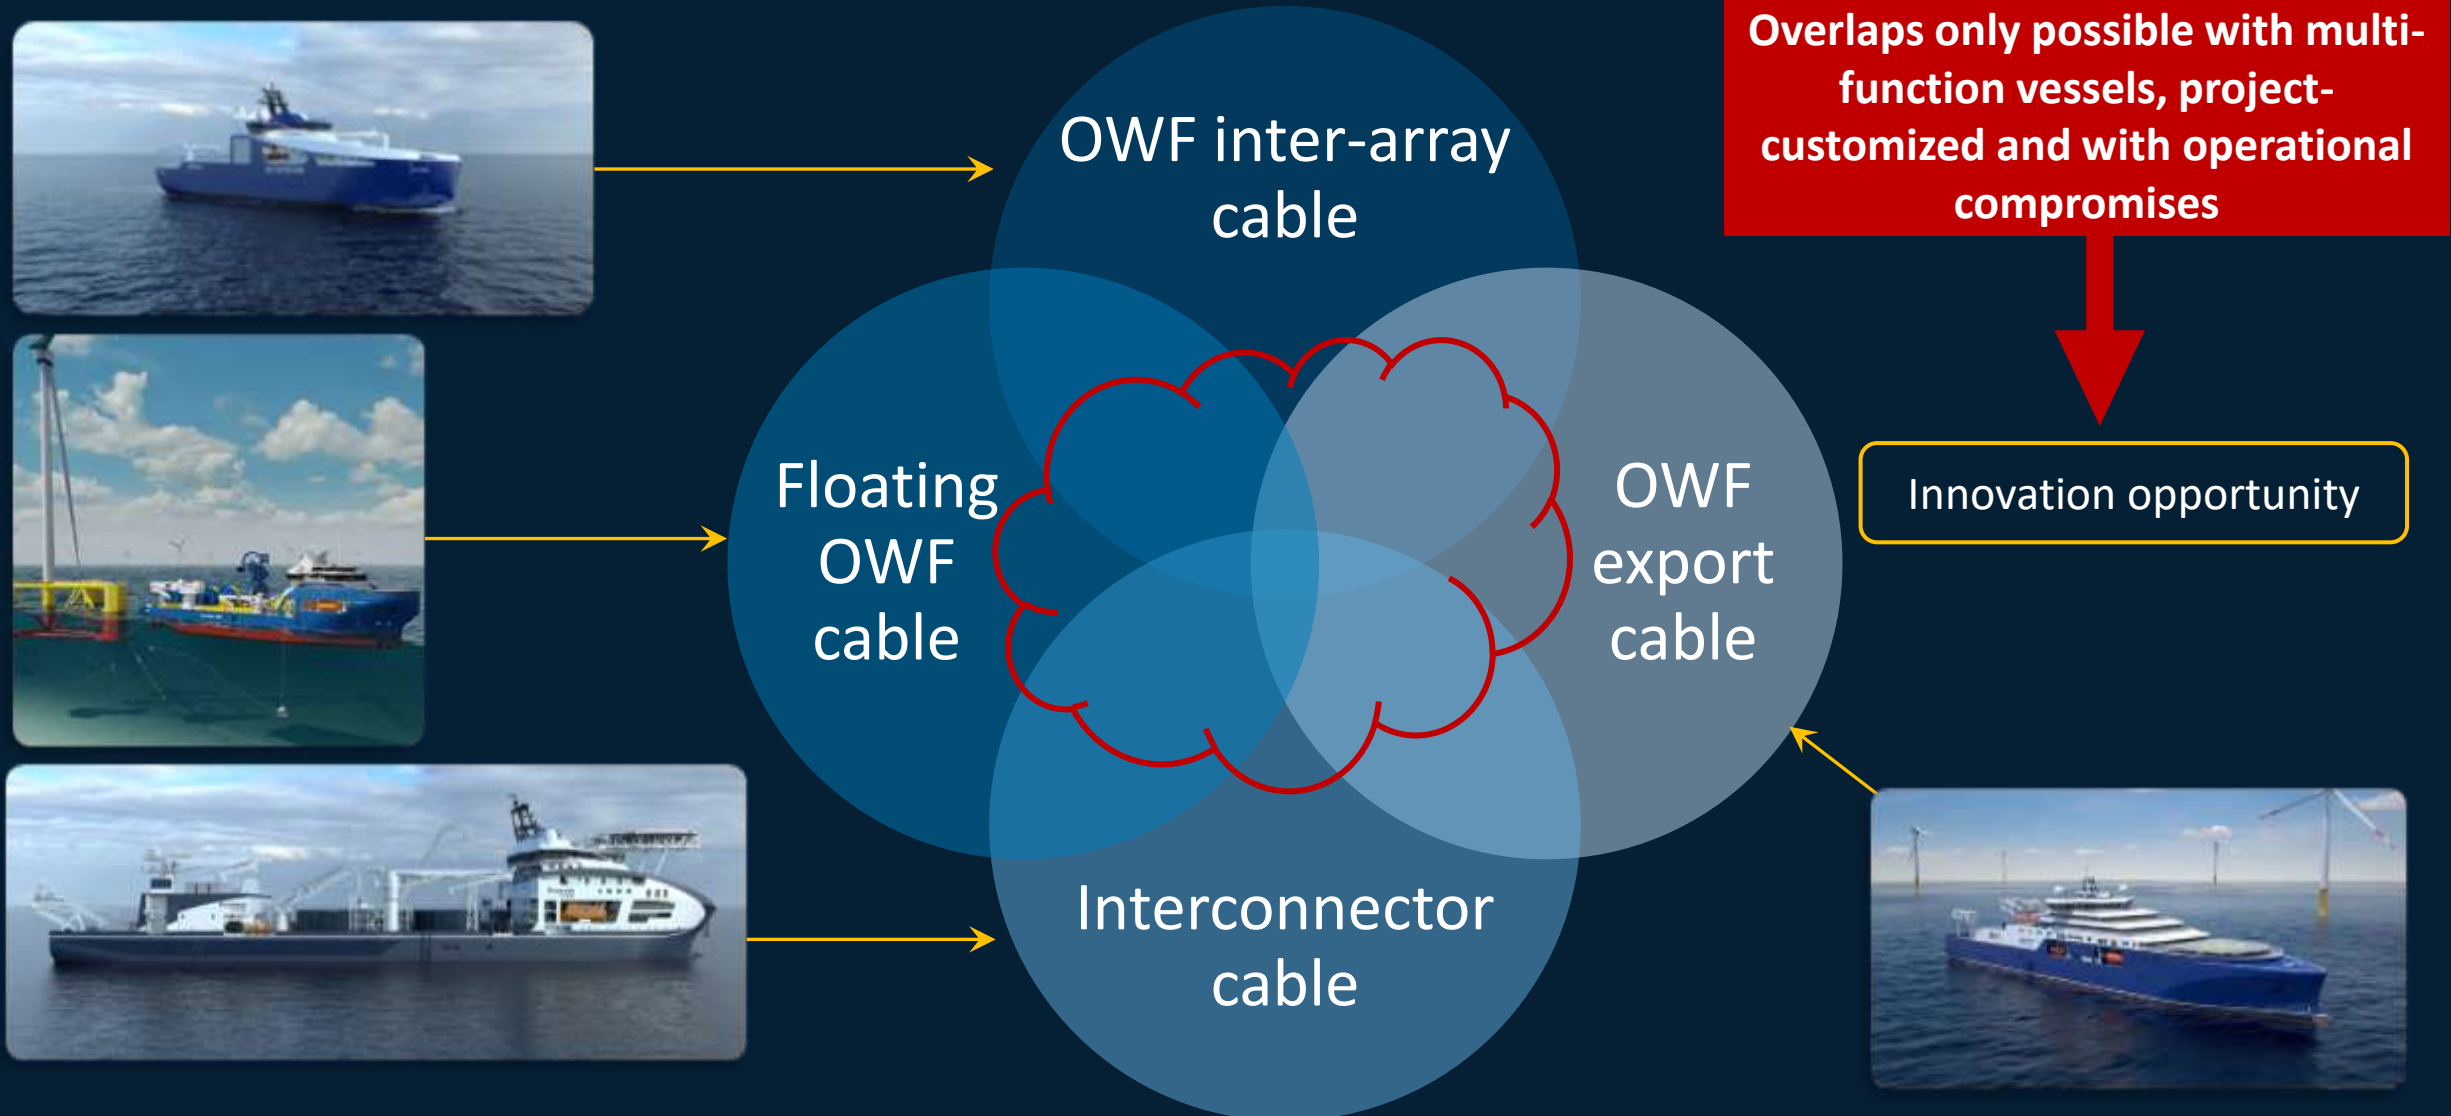 Overlaps only possible with multi-
function vessels, project-
customized and with operational
compromises
OWF inter-array
cable
Floating
OWF
cable
OWF
export
cable
Innovation opportunity
Interconnector
cable